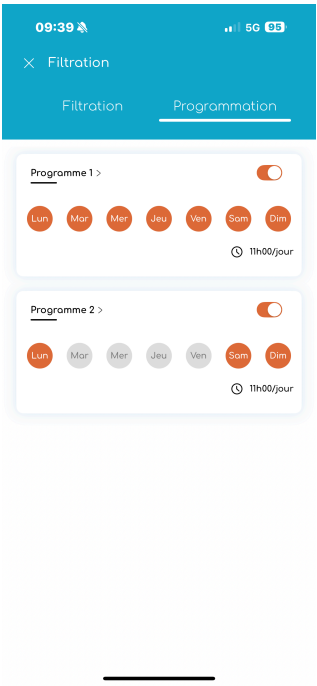 09:39 5G 95
Filtration
Filtration Programmation
Programme 1 >
Lun Mar Mer Jeu Ven Sam Dim
11h00/jour
Programme 2 >
Lun Mar Mer Jeu Ven Sam Dim
11h00/jour